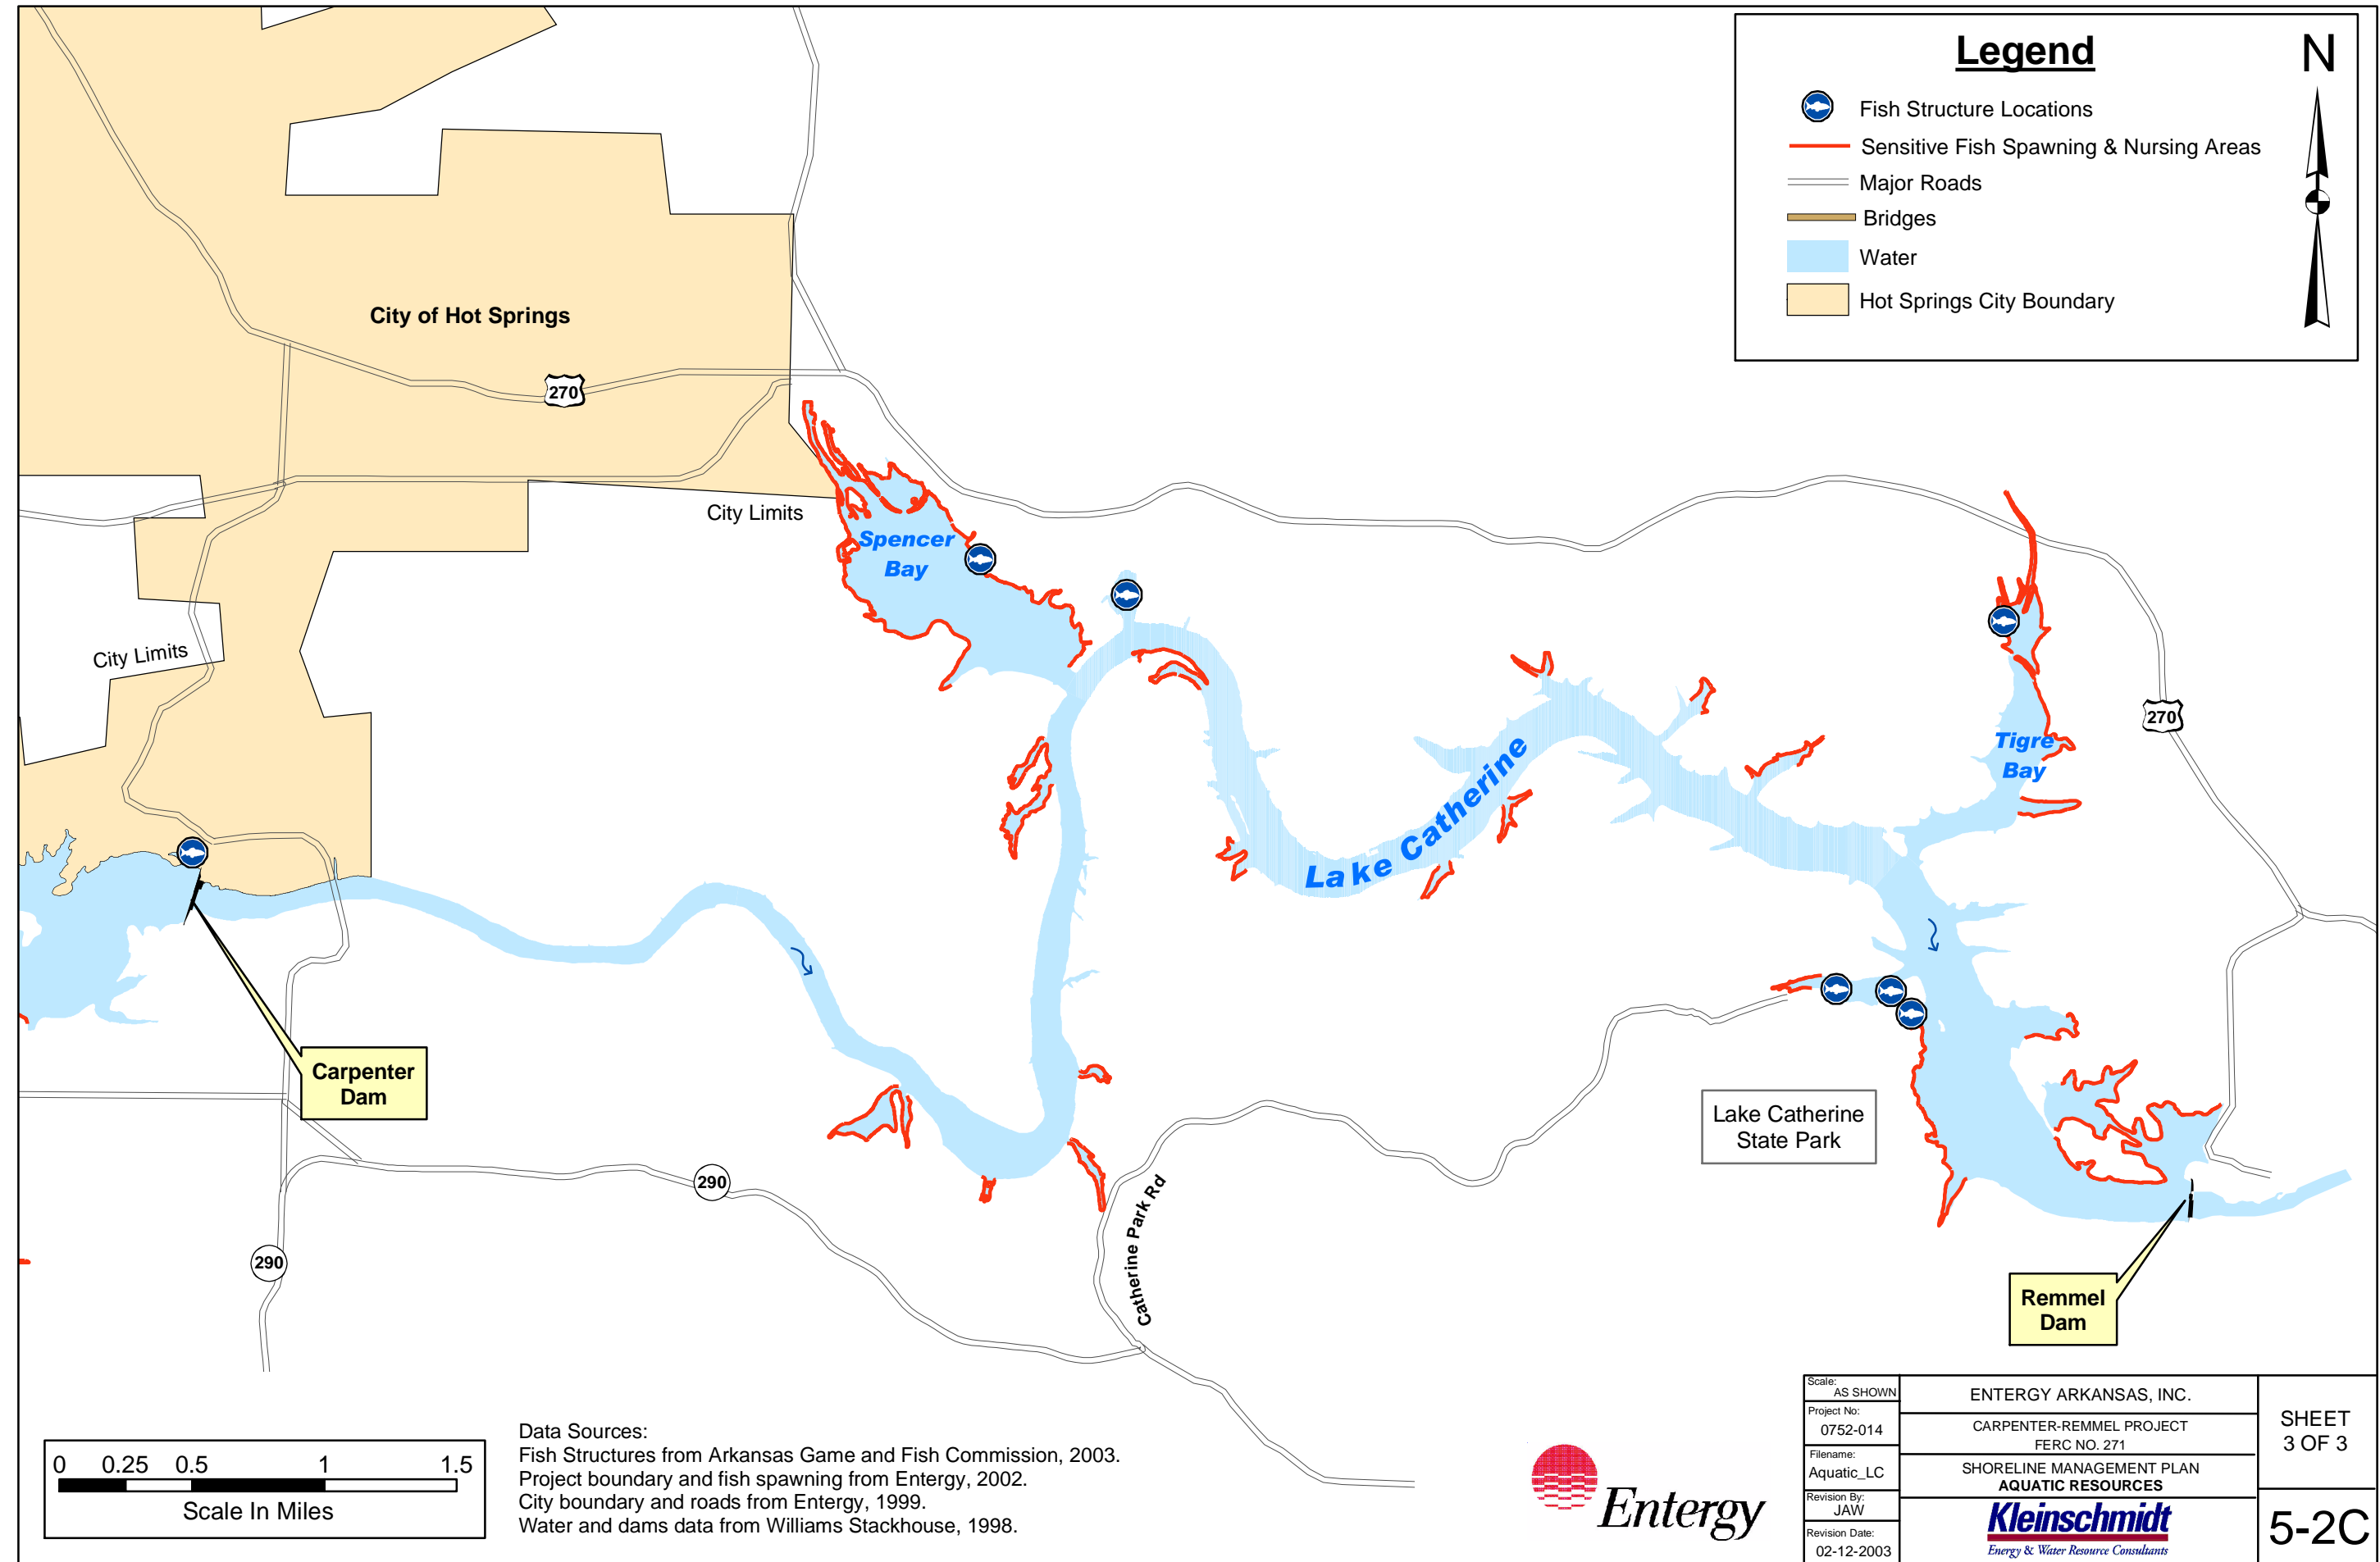 Legend
N
Fish Structure Locations
Sensitive Fish Spawning & Nursing Areas
Major Roads
Bridges
Water
Hot Springs City Boundary
City of Hot Springs
270
City Limits
Spencer
Bay
City Limits
270
Tigre
Bay
Lake Catherine
Carpenter
Dam
Lake Catherine
State Park
290
290
Catherine Park Rd
Remmel
Dam
0 0.25 0.5 1 1.5
Scale In Miles
Data Sources:
Fish Structures from Arkansas Game and Fish Commission, 2003.
Project boundary and fish spawning from Entergy, 2002.
City boundary and roads from Entergy, 1999.
Water and dams data from Williams Stackhouse, 1998.
Entergy
Scale:
AS SHOWN
Project No:
0752-014
Filename:
Aquatic_LC
Revision By:
JAW
Revision Date:
02-12-2003
ENTERGY ARKANSAS, INC.
CARPENTER-REMMEL PROJECT
FERC NO. 271
SHORELINE MANAGEMENT PLAN
AQUATIC RESOURCES
Kleinschmidt
Energy & Water Resource Consultants
SHEET
3 OF 3
5-2C